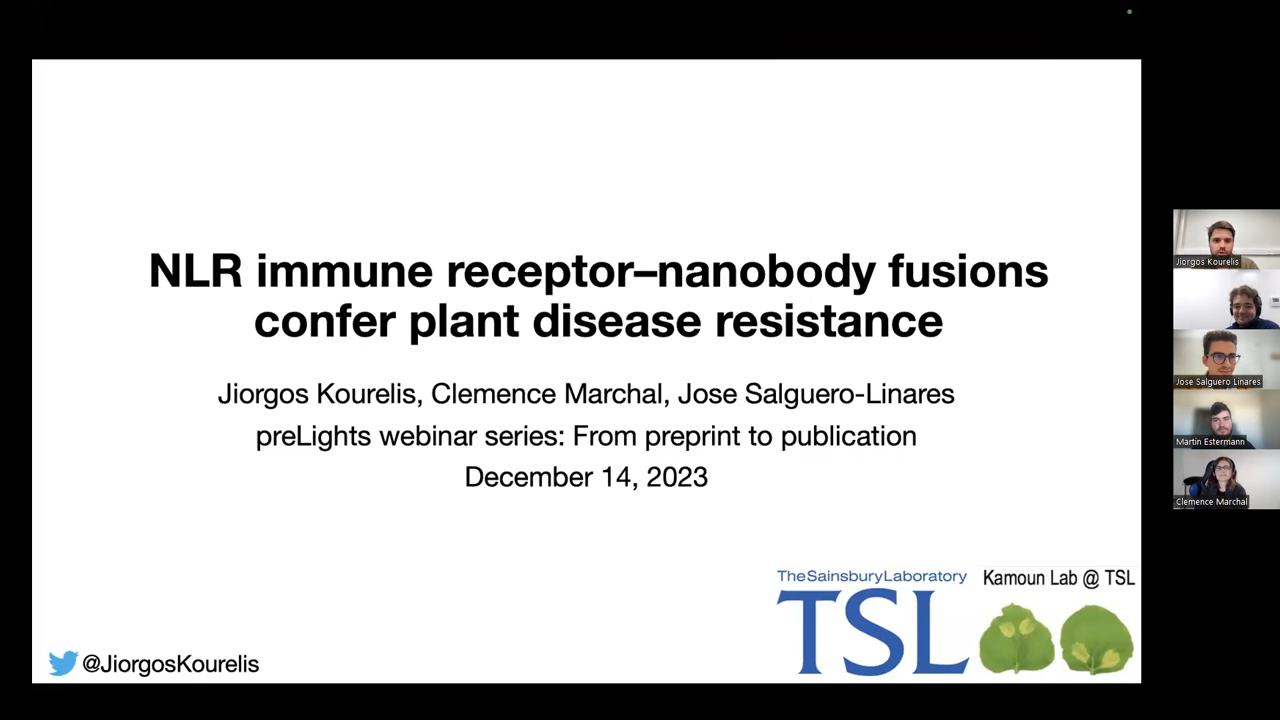 NLR immune receptor–nanobody fusions
confer plant disease resistance
Jiorgos Kourelis, Clemence Marchal, Jose Salguero-Linares
preLights webinar series: From preprint to publication
December 14, 2023
TheSainsburyLaboratory
TSL
Kamoun Lab @ TSL
@JiorgosKourelis
Jiorgos Kourelis
Jose Salguero Linares
Martin Estermann
Clemence Marchal